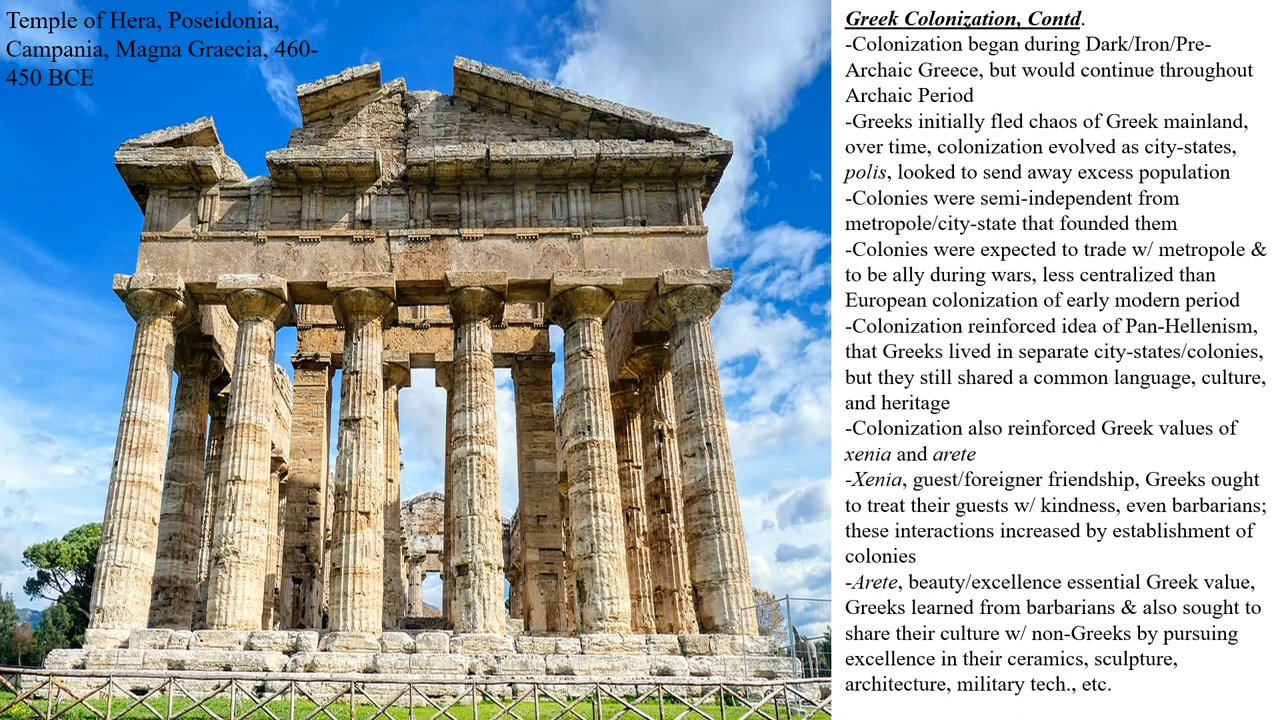 Temple of Hera, Poseidonia,
Campania, Magna Graecia, 460-
450 BCE
Greek Colonization, Contd.
-Colonization began during Dark/Iron/Pre-
Archaic Greece, but would continue throughout
Archaic Period
-Greeks initially fled chaos of Greek mainland,
over time, colonization evolved as city-states,
polis, looked to send away excess population
-Colonies were semi-independent from
metropole/city-state that founded them
-Colonies were expected to trade w/ metropole &
to be ally during wars, less centralized than
European colonization of early modern period
-Colonization reinforced idea of Pan-Hellenism,
that Greeks lived in separate city-states/colonies,
but they still shared a common language, culture,
and heritage
-Colonization also reinforced Greek values of
xenia and arete
-Xenia, guest/foreigner friendship, Greeks ought
to treat their guests w/ kindness, even barbarians;
these interactions increased by establishment of
colonies
-Arete, beauty/excellence essential Greek value,
Greeks learned from barbarians & also sought to
share their culture w/ non-Greeks by pursuing
excellence in their ceramics, sculpture,
architecture, military tech., etc.